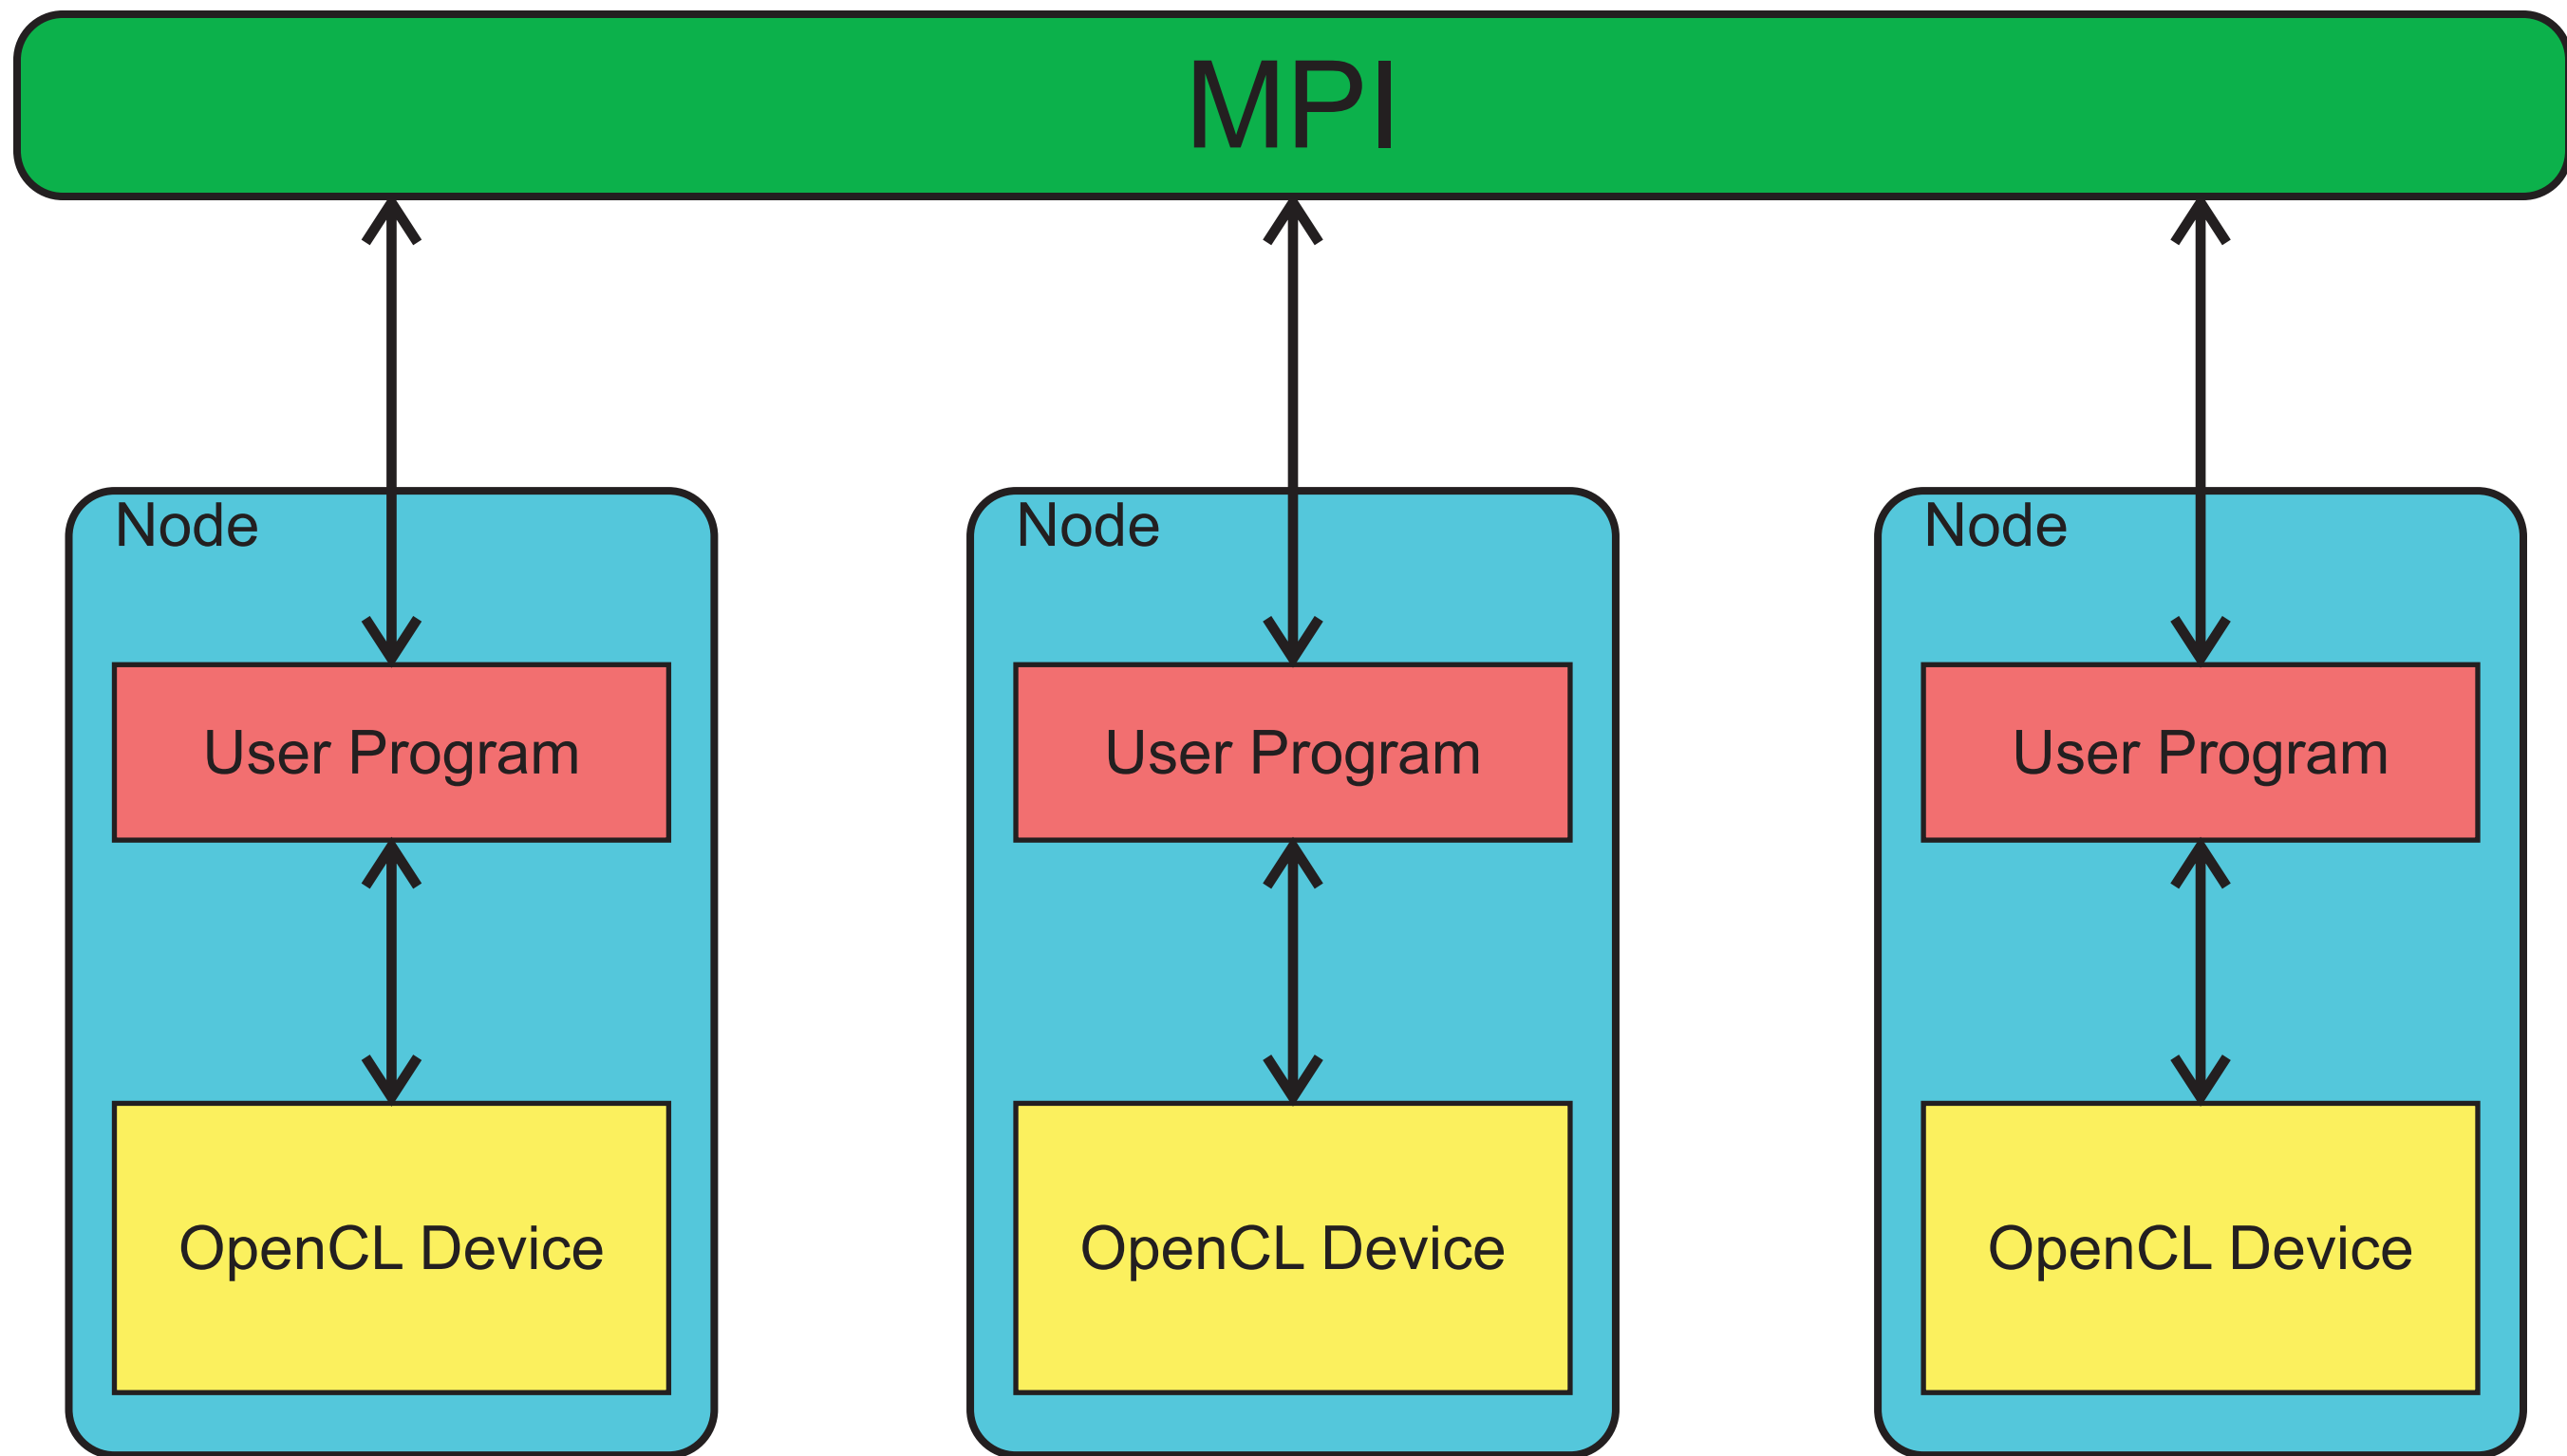 MPI
Node
Node
Node
User Program
User Program
User Program
OpenCL Device
OpenCL Device
OpenCL Device